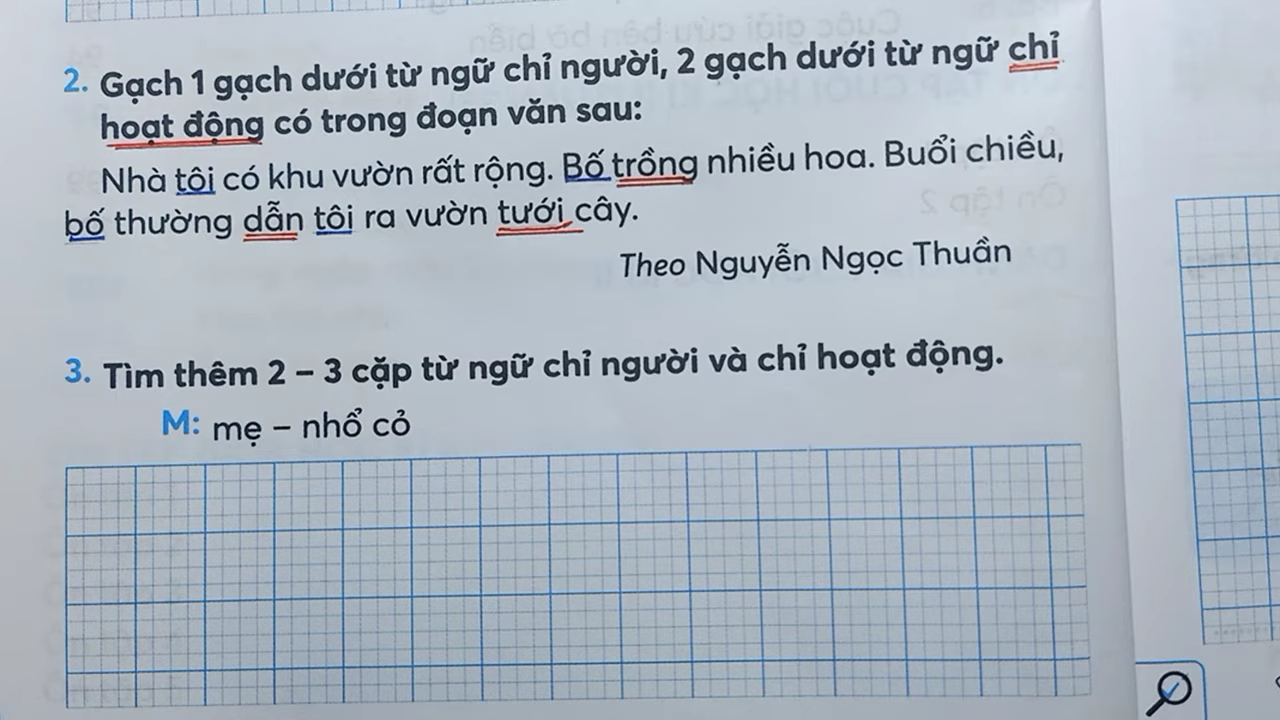 2. Gạch 1 gạch dưới từ ngữ chỉ người, 2 gạch dưới từ ngữ chỉ
hoạt động có trong đoạn văn sau:
Nhà tôi có khu vườn rất rộng. Bố trồng nhiều hoa. Buổi chiều,
bố thường dẫn tôi ra vườn tưới cây.
Theo Nguyễn Ngọc Thuần
3. Tìm thêm 2 – 3 cặp từ ngữ chỉ người và chỉ hoạt động.
M: mẹ – nhổ cỏ